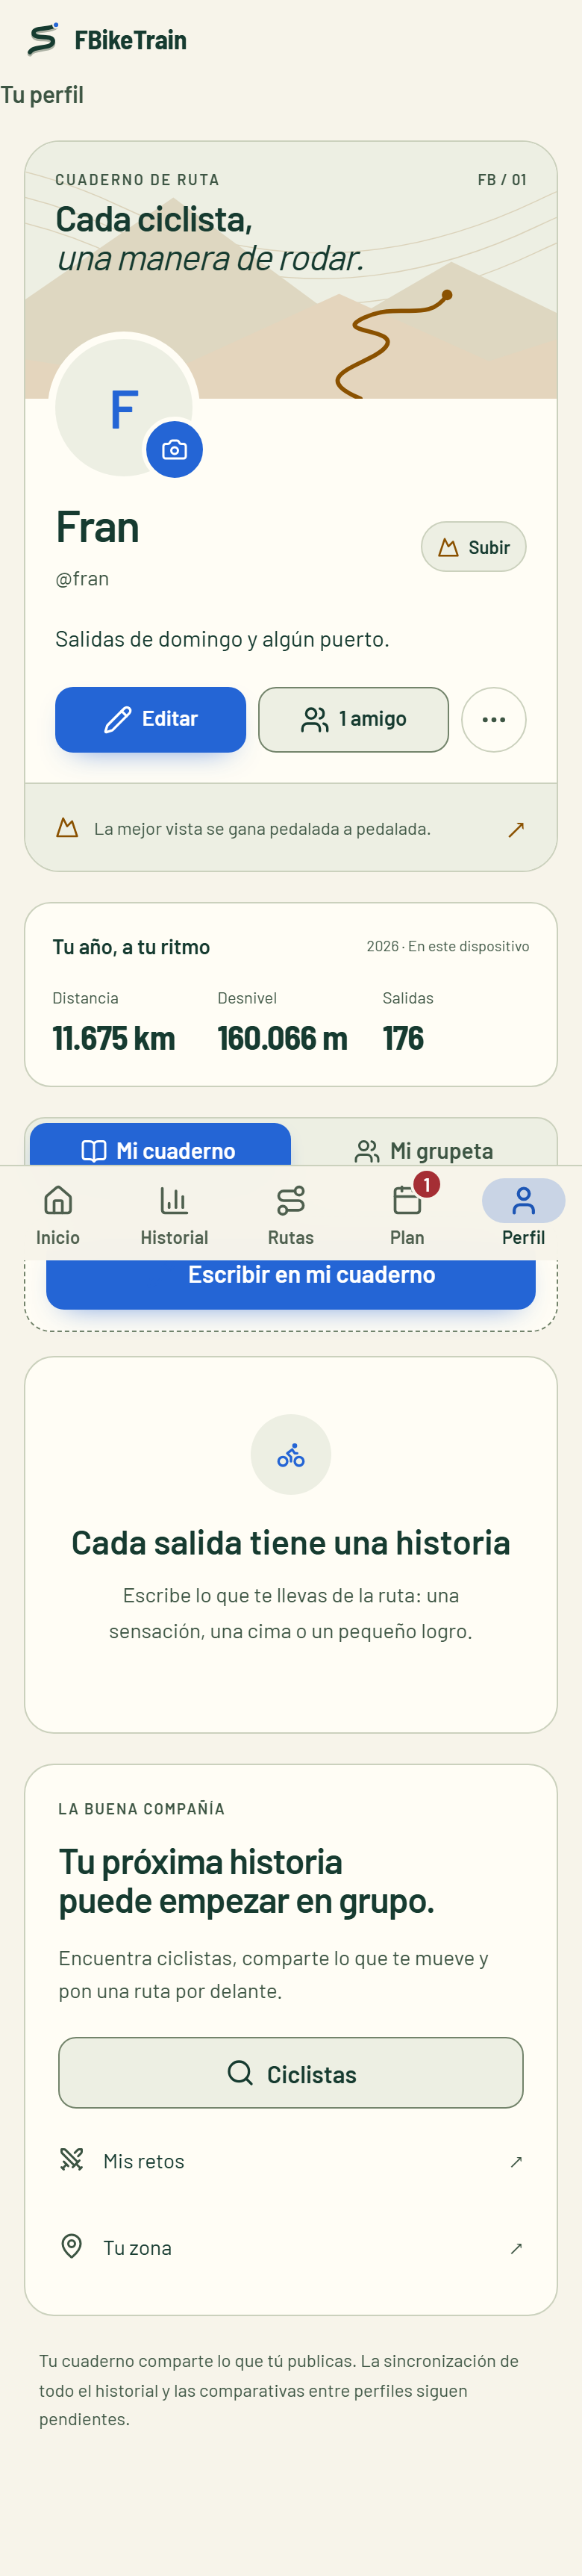 FBikeTrain
Tu perfil
CUADERNO DE RUTA
FB / 01
Cada ciclista,
una manera de rodar.
F
Fran
@fran
Subir
Salidas de domingo y algún puerto.
Editar
1 amigo
La mejor vista se gana pedalada a pedalada.
Tu año, a tu ritmo
2026 · En este dispositivo
Distancia
Desnivel
Salidas
11.675 km
160.066 m
176
Mi cuaderno
Mi grupeta
1
Inicio
Historial
Rutas
Plan
Perfil
Escribir en mi cuaderno
Cada salida tiene una historia
Escribe lo que te llevas de la ruta: una
sensación, una cima o un pequeño logro.
LA BUENA COMPAÑÍA
Tu próxima historia
puede empezar en grupo.
Encuentra ciclistas, comparte lo que te mueve y
pon una ruta por delante.
Ciclistas
Mis retos
Tu zona
Tu cuaderno comparte lo que tú publicas. La sincronización de
todo el historial y las comparativas entre perfiles siguen
pendientes.